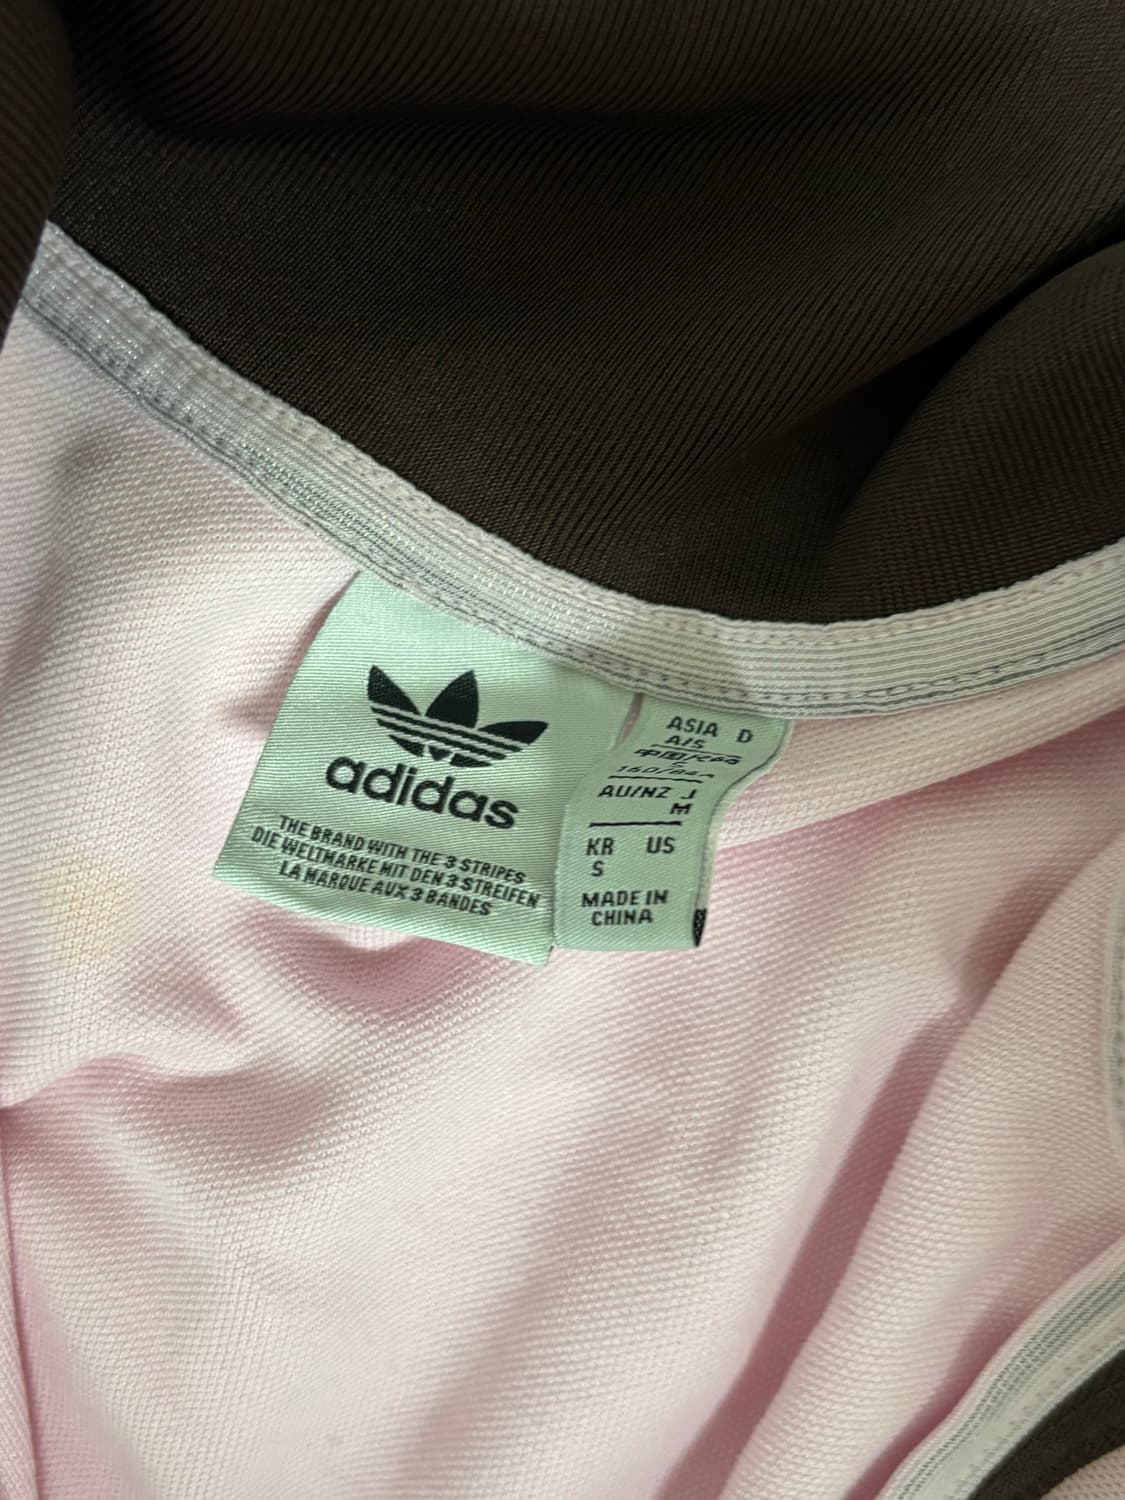 adidas
THE BRAND WITH THE 3 STRIPES
DIE WELTMARKE MIT DEN 3 STREIFEN
LA MARQUE AUX 3 BANDES
ASIA D
A/S
AU/NZ J
M
KR US
S
MADE IN
CHINA